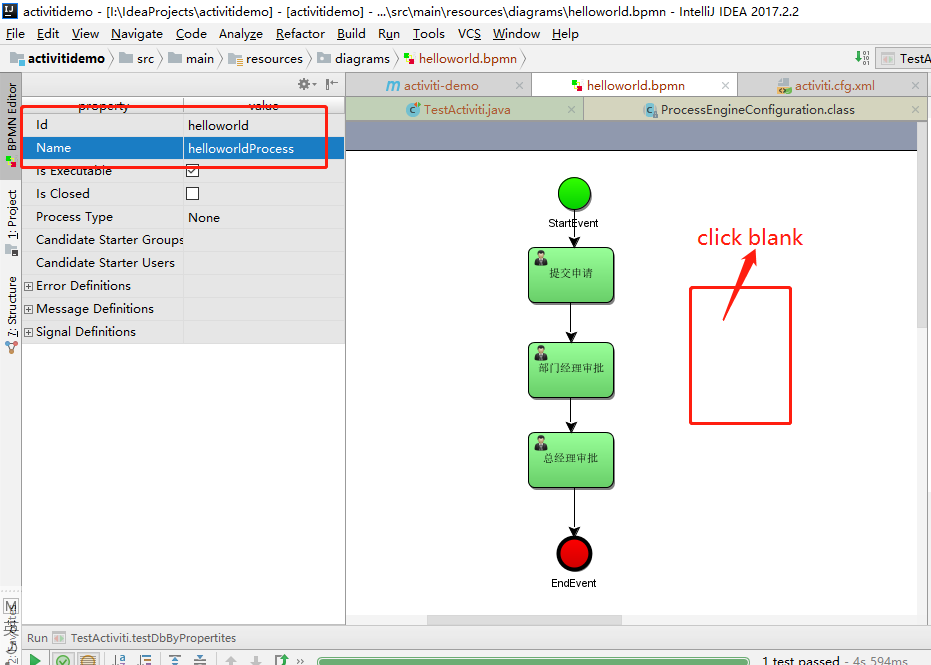 activitidemo - [I:\IdeaProjects\activitidemo] - [activitidemo] - ...\src\main\resources\diagrams\helloworld.bpmn - IntelliJ IDEA 2017.2.2
File Edit View Navigate Code Analyze Refactor Build Run Tools VCS Window Help
activitidemo src main resources diagrams helloworld.bpmn TestA
activiti-demo helloworld.bpmn activiti.cfg.xml
TestActiviti.java ProcessEngineConfiguration.class
BPMN Editor
1: Project
Z: Structure
property value
Id helloworld
Name helloworldProcess
Is Executable
Is Closed
Process Type None
Candidate Starter Groups
Candidate Starter Users
Error Definitions
Message Definitions
Signal Definitions
StartEvent
提交申请
部门经理审批
总经理审批
EndEvent
click blank
Run TestActiviti.testDbByPropertites
1 test passed - 4s 594ms